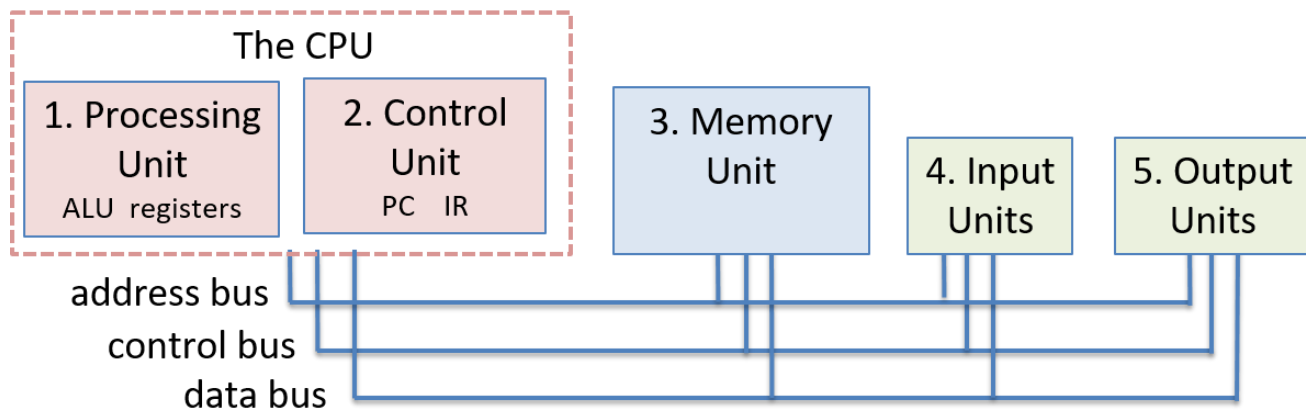 The CPU
1. Processing
Unit
ALU registers
2. Control
Unit
PC IR
3. Memory
Unit
4. Input
Units
5. Output
Units
address bus
control bus
data bus